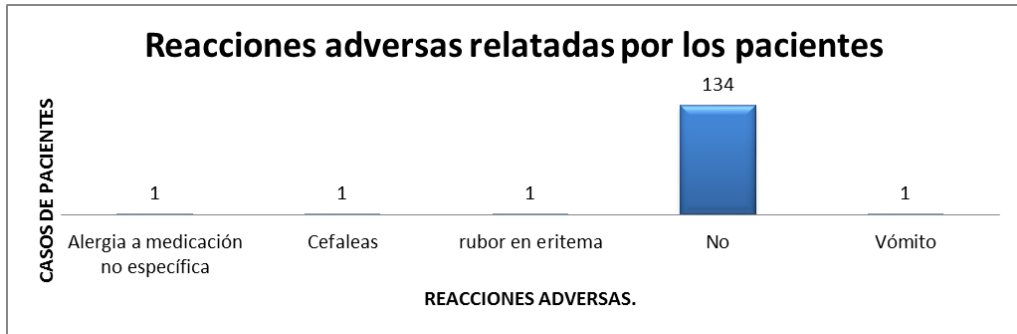 Reacciones adversas relatadas por los pacientes
CASOS DE PACIENTES
134
1
1
1
1
Alergia a medicación
no específica
Cefaleas
rubor en eritema
No
Vómito
REACCIONES ADVERSAS.